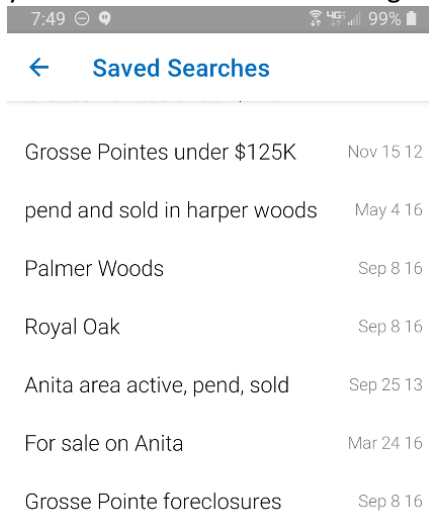 7:49 4G 99%
Saved Searches
Grosse Pointes under $125K Nov 15 12
pend and sold in harper woods May 4 16
Palmer Woods Sep 8 16
Royal Oak Sep 8 16
Anita area active, pend, sold Sep 25 13
For sale on Anita Mar 24 16
Grosse Pointe foreclosures Sep 8 16